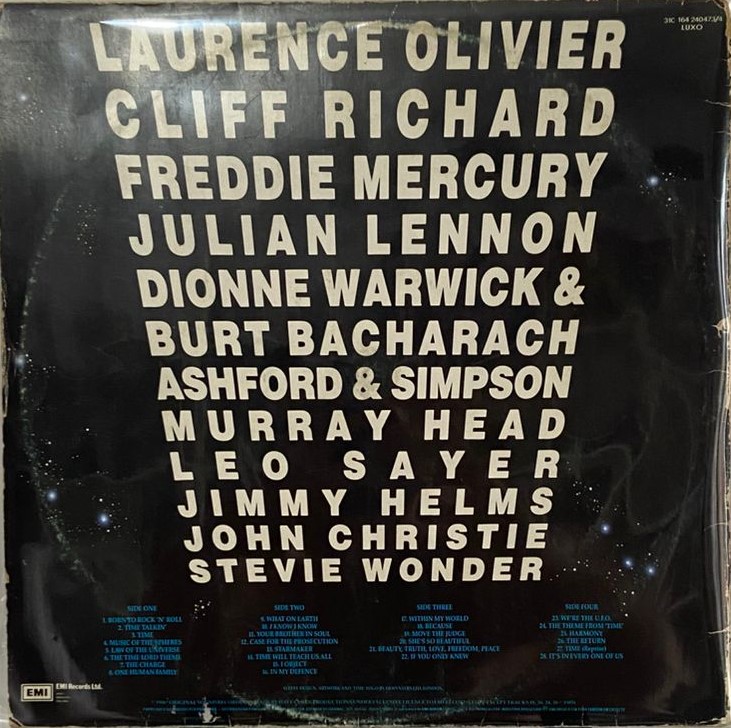 31C 164 240473/4
LUXO
LAURENCE OLIVIER
CLIFF RICHARD
FREDDIE MERCURY
JULIAN LENNON
DIONNE WARWICK &
BURT BACHARACH
ASHFORD & SIMPSON
MURRAY HEAD
LEO SAYER
JIMMY HELMS
JOHN CHRISTIE
STEVIE WONDER
SIDE ONE
1. BORN TO ROCK 'N' ROLL
2. TIME TALKIN'
3. TIME
4. MUSIC OF THE SPHERES
5. LAW OF THE UNIVERSE
6. THE TIME LORD THEME
7. THE CHARGE
8. ONE HUMAN FAMILY
SIDE TWO
9. WHAT ON EARTH
10. I KNOW I KNOW
11. YOUR BROTHER IN SOUL
12. CASE FOR THE PROSECUTION
13. STARMAKER
14. TIME WILL TEACH US ALL
15. I OBJECT
16. IN MY DEFENCE
SIDE THREE
17. WITHIN MY WORLD
18. BECAUSE
19. MOVE THE JUDGE
20. SHE'S SO BEAUTIFUL
21. BEAUTY, TRUTH, LOVE, FREEDOM, PEACE
22. IF YOU ONLY KNEW
SIDE FOUR
23. WE'RE THE U.F.O.
24. THE THEME FROM 'TIME'
25. HARMONY
26. THE RETURN
27. TIME (Reprise)
28. IT'S IN EVERY ONE OF US
EMI
EMI Records Ltd.